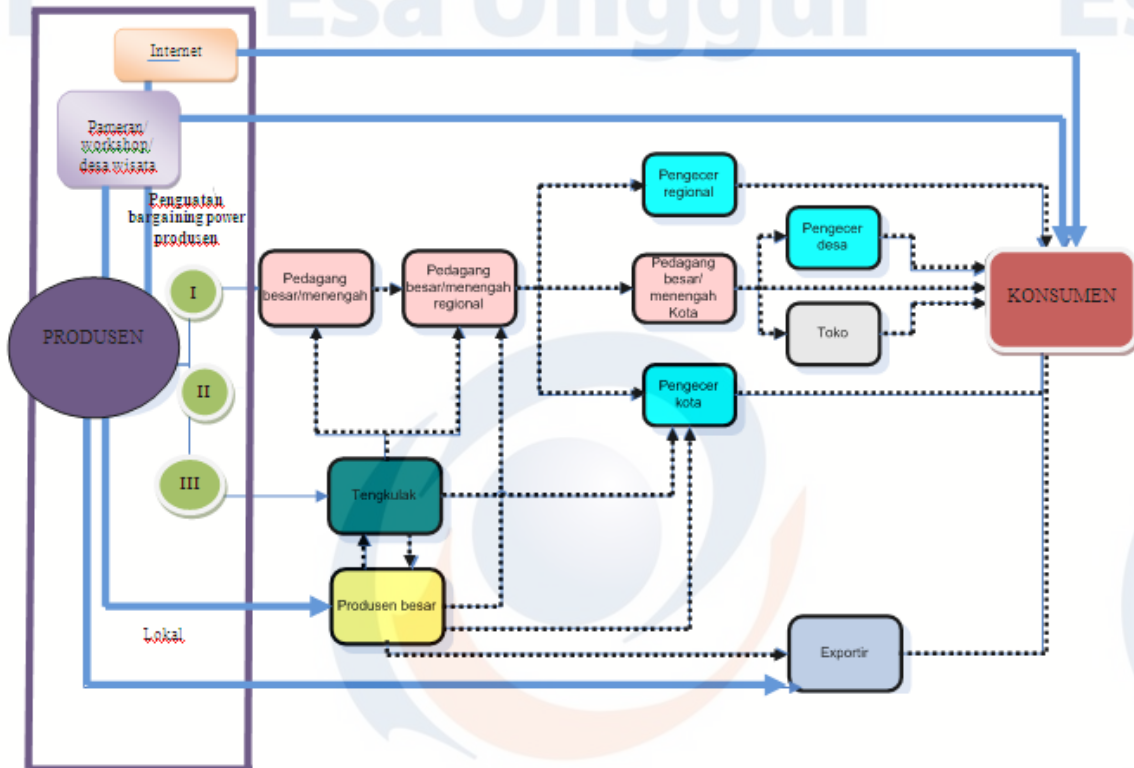 Esa Unggul
Es
Internet
Pameran/
workshop/
desa wisata
Penguatan
bargaining power
produsen
Pengecer
regional
Pengecer
desa
Pedagang
besar/menengah
Pedagang
besar/menengah
regional
Pedagang
besar/
menengah
Kota
KONSUMEN
I
PRODUSEN
Toko
II
Pengecer
kota
III
Tengkulak
Produsen besar
Lokal
Exportir